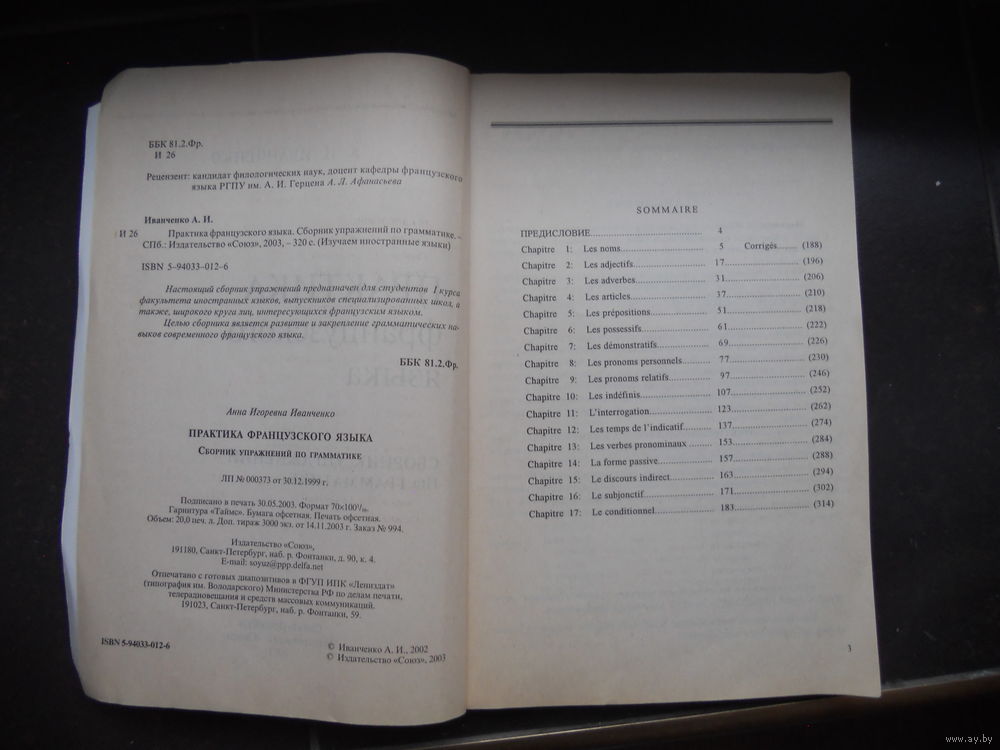 ББК 81.2.Фр.
И 26
Рецензент: кандидат филологических наук, доцент кафедры французского
языка РГПУ им. А. И. Герцена А. Л. Афанасьева
Иванченко А. И.
И 26 Практика французского языка. Сборник упражнений по грамматике. –
СПб.: Издательство «Союз», 2003, – 320 с. (Изучаем иностранные языки)
ISBN 5–94033–012–6
Настоящий сборник упражнений предназначен для студентов I курса
факультета иностранных языков, выпускников специализированных школ, а
также, широкого круга лиц, интересующихся французским языком.
Целью сборника является развитие и закрепление грамматических на-
выков современного французского языка.
ББК 81.2.Фр.
Анна Игоревна Иванченко
ПРАКТИКА ФРАНЦУЗСКОГО ЯЗЫКА
Сборник упражнений по грамматике
ЛП № 000373 от 30.12.1999 г.
Подписано в печать 30.05.2003. Формат 70×100¹/₁₆.
Гарнитура «Таймс». Бумага офсетная. Печать офсетная.
Объем: 20,0 печ. л. Доп. тираж 3000 экз. от 14.11.2003 г. Заказ № 994.
Издательство «Союз»,
191180, Санкт-Петербург, наб. р. Фонтанки, д. 90, к. 4.
E-mail: soyuz@ppp.delfa.net
Отпечатано с готовых диапозитивов в ФГУП ИПК «Лениздат»
(типография им. Володарского) Министерства РФ по делам печати,
телерадиовещания и средств массовых коммуникаций.
191023, Санкт-Петербург, наб. р. Фонтанки, 59.
ISBN 5-94033-012-6
© Иванченко А. И., 2002
© Издательство «Союз», 2003
SOMMAIRE
ПРЕДИСЛОВИЕ 4
Chapitre 1: Les noms 5 Corrigés (188)
Chapitre 2: Les adjectifs 17 (196)
Chapitre 3: Les adverbes 31 (206)
Chapitre 4: Les articles 37 (210)
Chapitre 5: Les prépositions 51 (218)
Chapitre 6: Les possessifs 61 (222)
Chapitre 7: Les démonstratifs 69 (226)
Chapitre 8: Les pronoms personnels 77 (230)
Chapitre 9: Les pronoms relatifs 97 (246)
Chapitre 10: Les indéfinis 107 (252)
Chapitre 11: L'interrogation 123 (262)
Chapitre 12: Les temps de l'indicatif 137 (274)
Chapitre 13: Les verbes pronominaux 153 (284)
Chapitre 14: La forme passive 157 (288)
Chapitre 15: Le discours indirect 163 (294)
Chapitre 16: Le subjonctif 171 (302)
Chapitre 17: Le conditionnel 183 (314)
3
www.ay.by